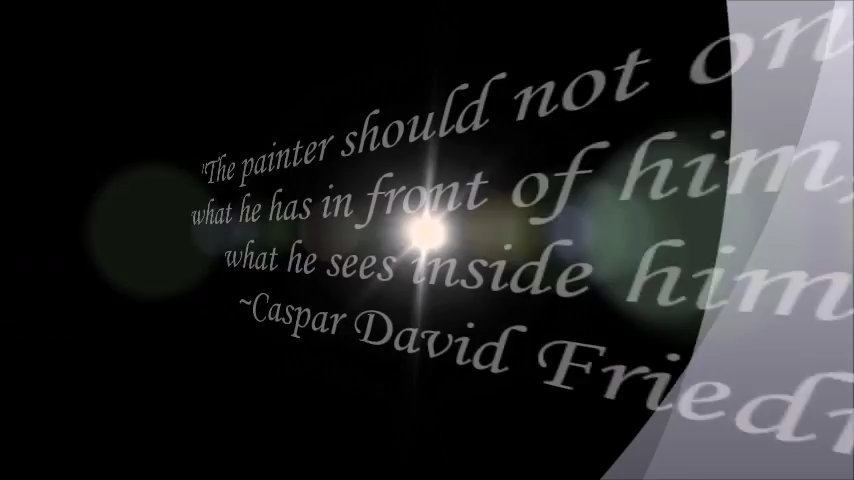 "The painter should not on
what he has in front of him,
what he sees inside him
~Caspar David Friedr